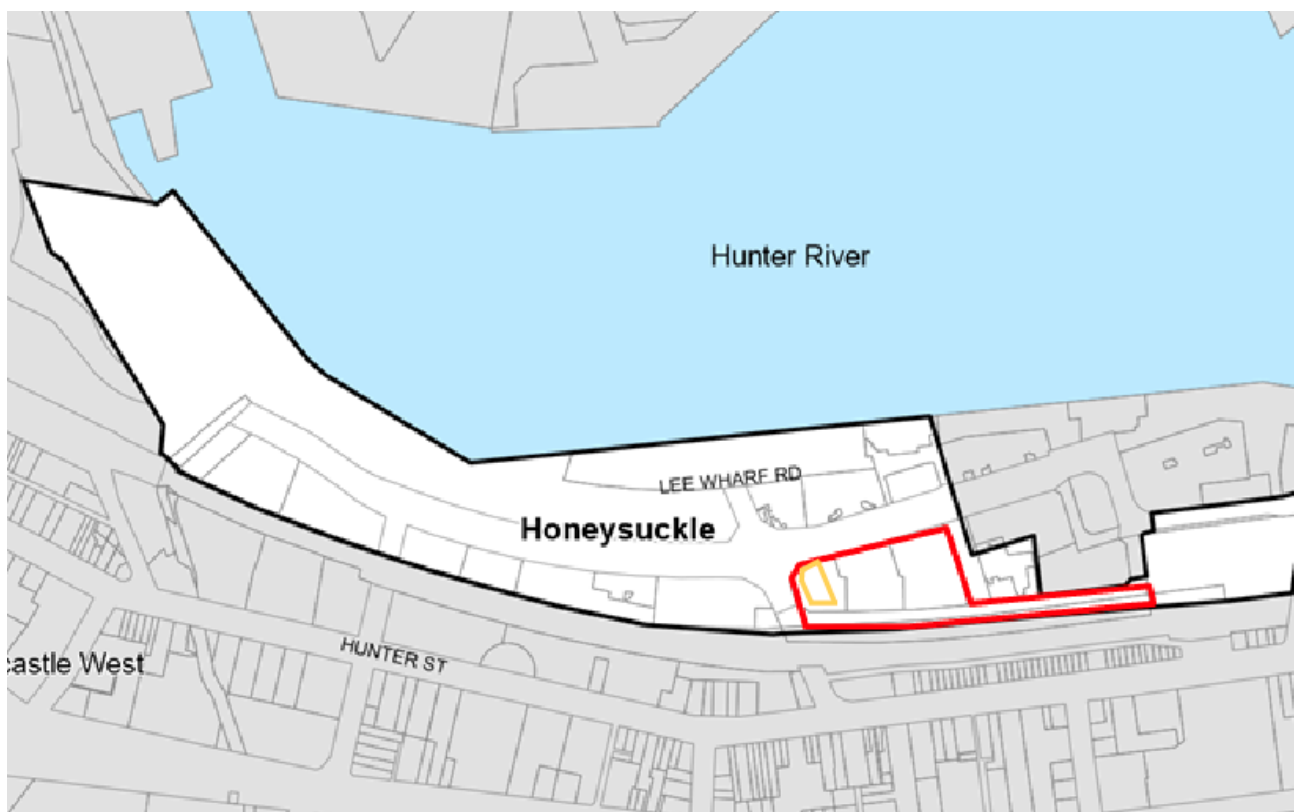 Hunter River
LEE WHARF RD
Honeysuckle
HUNTER ST
castle West